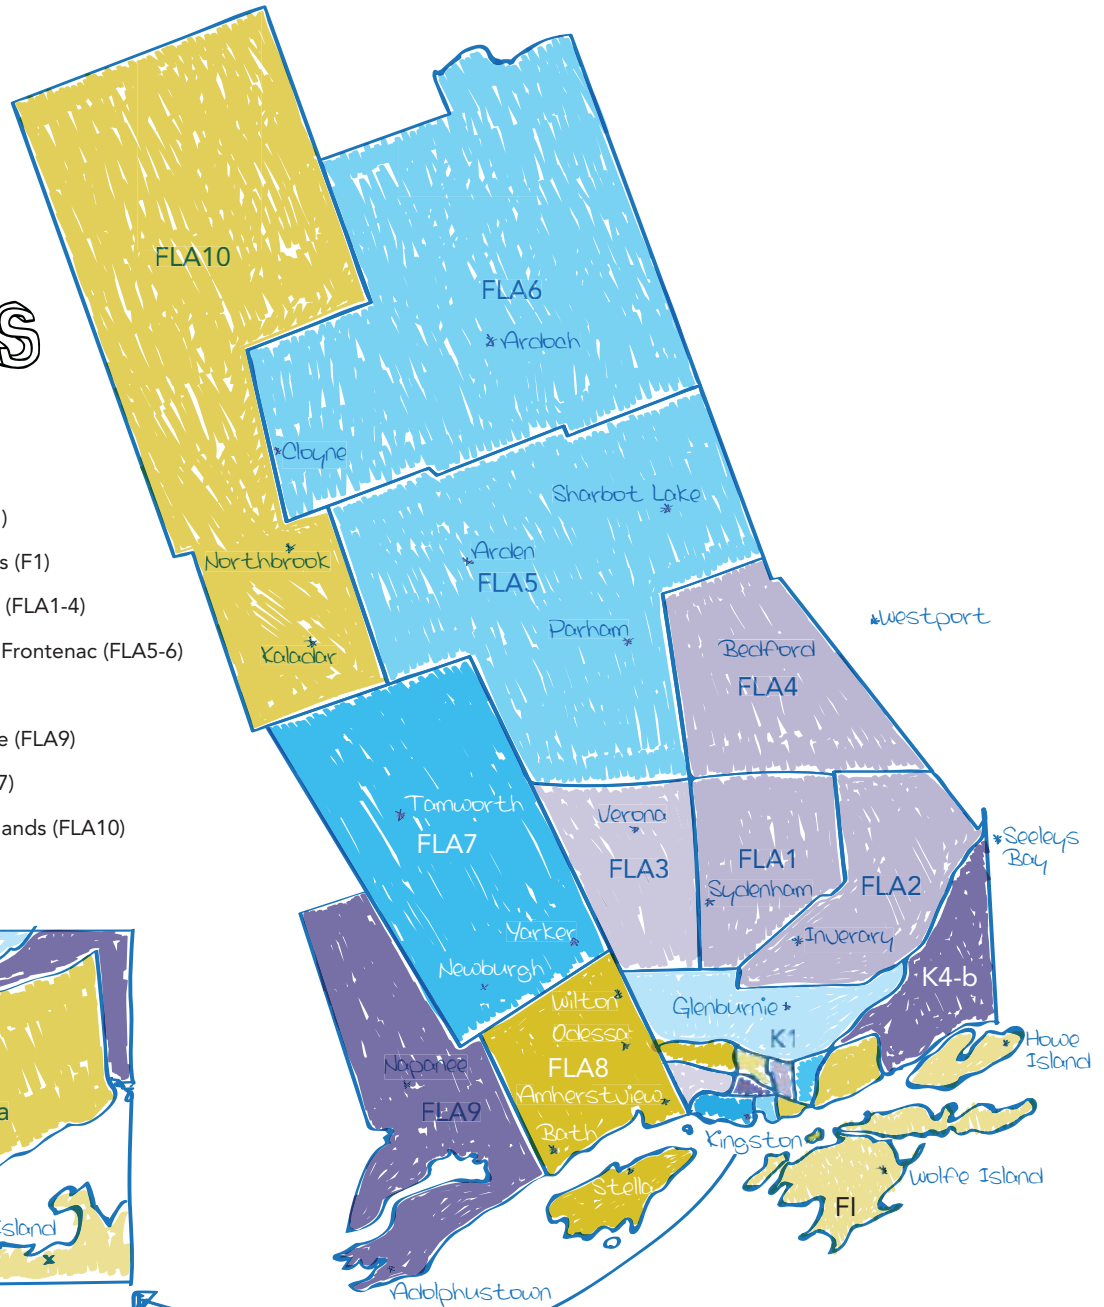 FLA10
FLA6
Ardoch
S
Cloyne
Sharbot Lake
)
Arden
Northbrook
s (F1)
FLA5
(FLA1-4)
Westport
Parham
Frontenac (FLA5-6)
Bedford
Kaladar
FLA4
e (FLA9)
7)
Tamworth
Verona
ands (FLA10)
FLA7
Seeleys
Bay
FLA3
FLA1
Sydenham
FLA2
Yarker
Inverary
Newburgh
K4-b
Wilton
Glenburnie
Odessa
K1
Howe
Island
Napanee
FLA8
Amherstview
a
FLA9
Bath
Kingston
Stella
Wolfe Island
FI
sland
Adolphustown